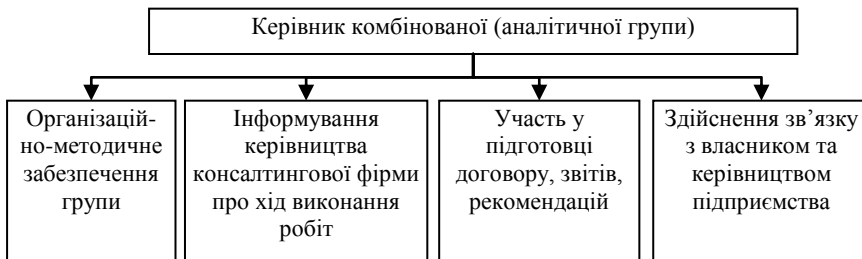 Керівник комбінованої (аналітичної групи)
Організацій-
но-методичне
забезпечення
групи
Інформування
керівництва
консалтингової фірми
про хід виконання
робіт
Участь у
підготовці
договору, звітів,
рекомендацій
Здійснення зв’язку
з власником та
керівництвом
підприємства